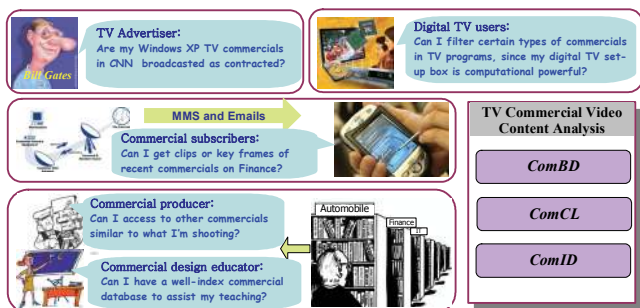 TV Advertiser:
Are my Windows XP TV commercials
in CNN broadcasted as contracted?
Bill Gates
Digital TV users:
Can I filter certain types of commercials
in TV programs, since my digital TV set-
up box is computational powerful?
MMS and Emails
Commercial subscribers:
Can I get clips or key frames of
recent commercials on Finance?
Commercial producer:
Can I access to other commercials
similar to what I'm shooting?
Commercial design educator:
Can I have a well-index commercial
database to assist my teaching?
Automobile
Finance
IT
TV Commercial Video
Content Analysis
ComBD
ComCL
ComID